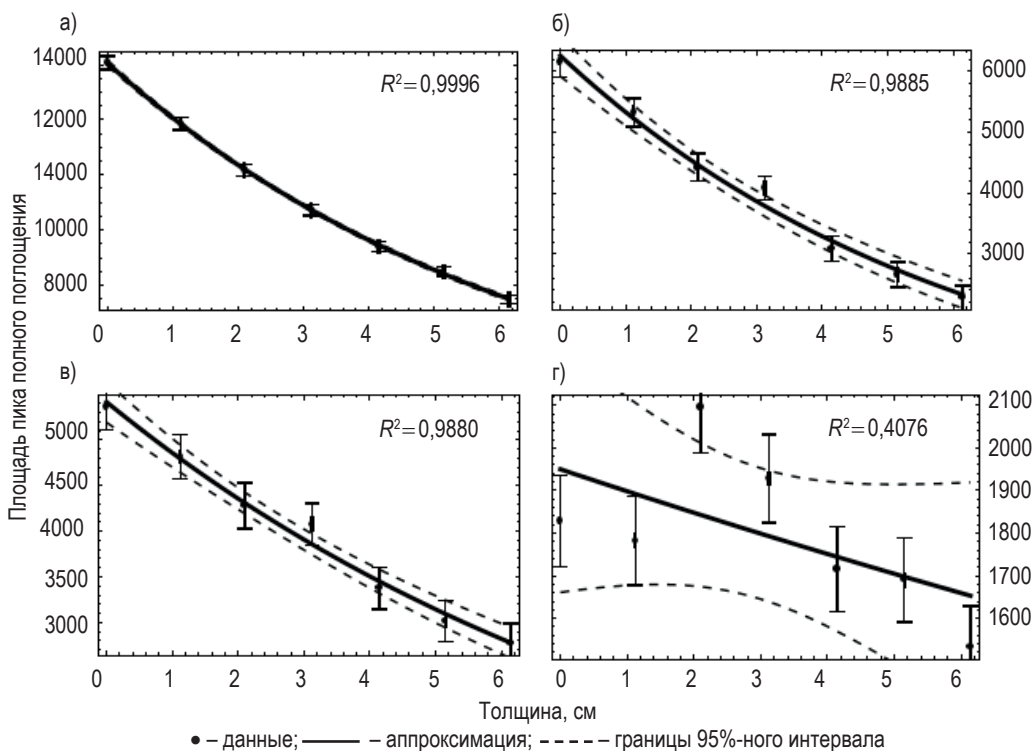 а)
14000
12000
14000
10000
8000
R²=0,9996
0 1 2 3 4 5 6
б)
6000
5000
4000
3000
R²=0,9885
0 1 2 3 4 5 6
Площадь пика полного поглощения
в)
5000
4500
4000
3500
3000
R²=0,9880
0 1 2 3 4 5 6
г)
2100
2000
1900
1800
1700
1600
R²=0,4076
0 1 2 3 4 5 6
Толщина, см
– данные; – аппроксимация; – границы 95%-ного интервала